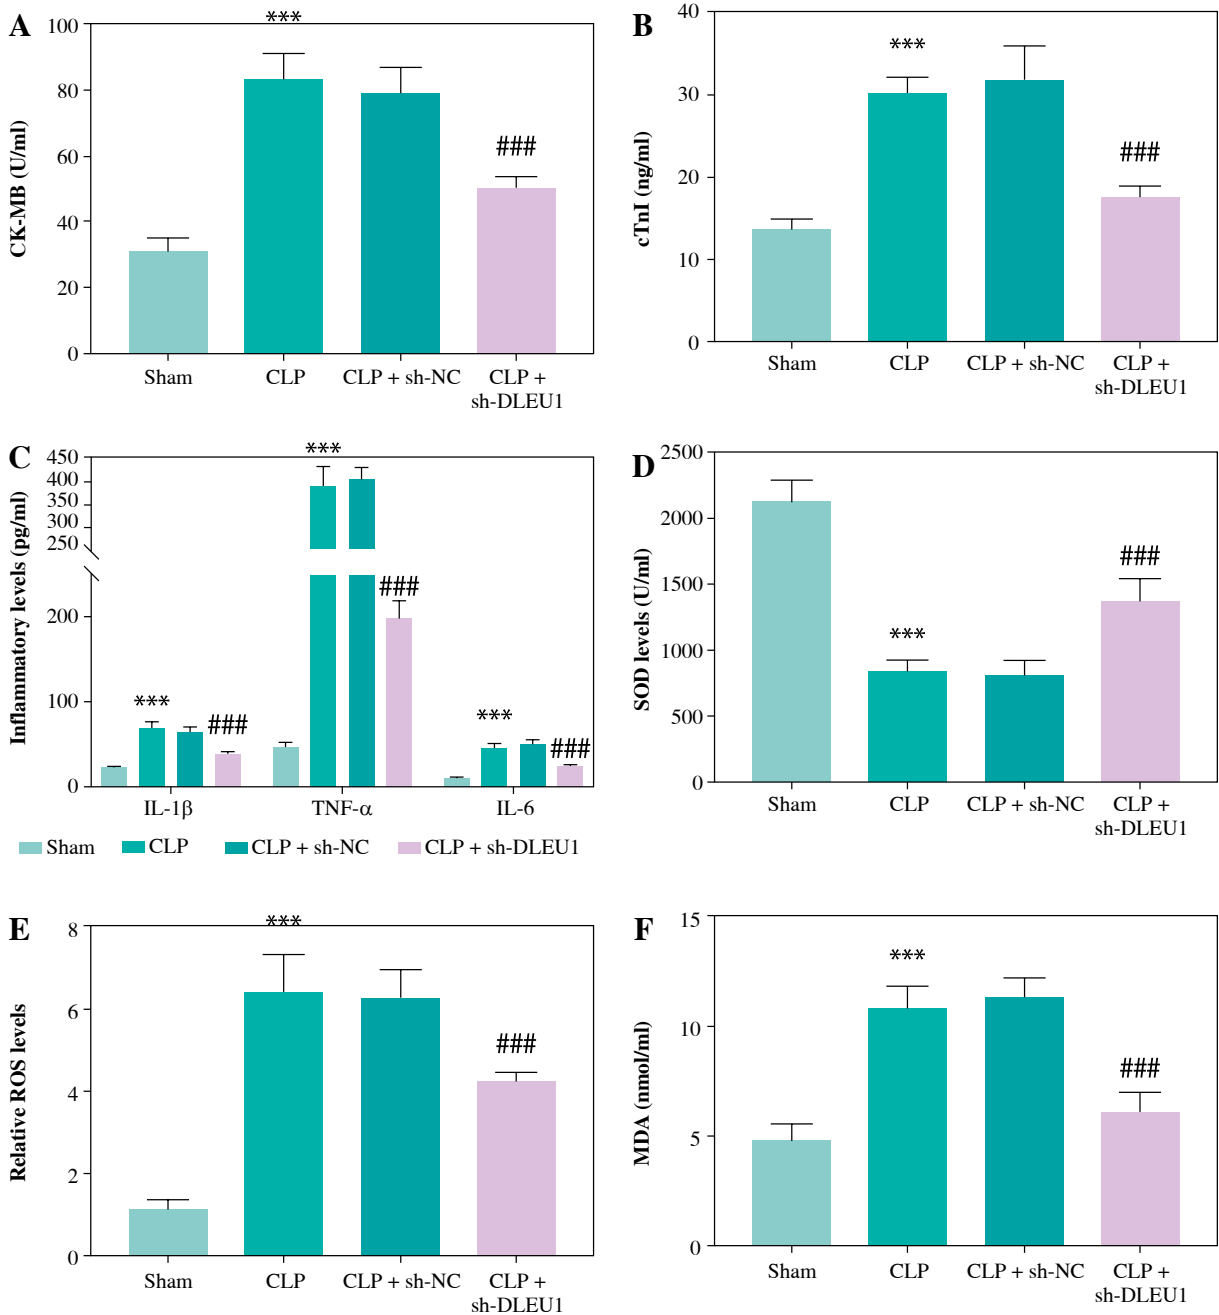 A
CK-MB (U/ml)
100
80
60
40
20
0
***
###
Sham
CLP
CLP + sh-NC
CLP +
sh-DLEU1
B
cTnI (ng/ml)
40
30
20
10
0
***
###
Sham
CLP
CLP + sh-NC
CLP +
sh-DLEU1
C
Inflammatory levels (pg/ml)
450
400
350
300
250
200
100
0
***
###
***
###
***
###
IL-1β
TNF-α
IL-6
Sham
CLP
CLP + sh-NC
CLP + sh-DLEU1
D
SOD levels (U/ml)
2500
2000
1500
1000
500
0
***
###
Sham
CLP
CLP + sh-NC
CLP +
sh-DLEU1
E
Relative ROS levels
8
6
4
2
0
***
###
Sham
CLP
CLP + sh-NC
CLP +
sh-DLEU1
F
MDA (nmol/ml)
15
10
5
0
***
###
Sham
CLP
CLP + sh-NC
CLP +
sh-DLEU1